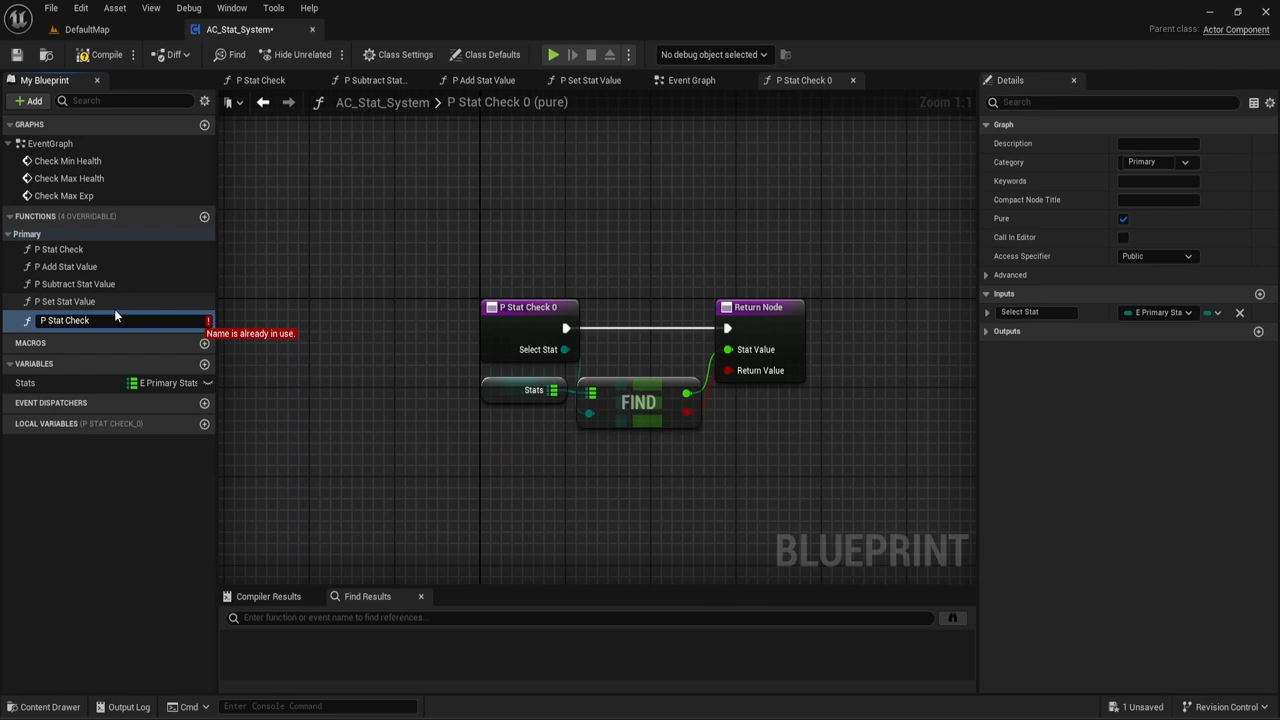 File Edit Asset View Debug Window Tools Help
DefaultMap
AC_Stat_System*
Parent class: Actor Component
Compile Diff Find Hide Unrelated Class Settings Class Defaults No debug object selected
My Blueprint
P Stat Check P Subtract Stat... P Add Stat Value P Set Stat Value Event Graph P Stat Check 0
Details
Add Search
AC_Stat_System > P Stat Check 0 (pure)
Zoom 1:1
Search
GRAPHS
EventGraph
Check Min Health
Check Max Health
Check Max Exp
FUNCTIONS (4 OVERRIDABLE)
Primary
P Stat Check
P Add Stat Value
P Subtract Stat Value
P Set Stat Value
P Stat Check !
Name is already in use.
MACROS
VARIABLES
Stats E Primary Stats
EVENT DISPATCHERS
LOCAL VARIABLES (P STAT CHECK_0)
P Stat Check 0
Select Stat
Stats
FIND
Return Node
Stat Value
Return Value
BLUEPRINT
Graph
Description
Category Primary
Keywords
Compact Node Title
Pure
Call In Editor
Access Specifier Public
Advanced
Inputs
Select Stat E Primary Sta
Outputs
Compiler Results Find Results
Enter function or event name to find references...
Content Drawer Output Log Cmd Enter Console Command 1 Unsaved Revision Control